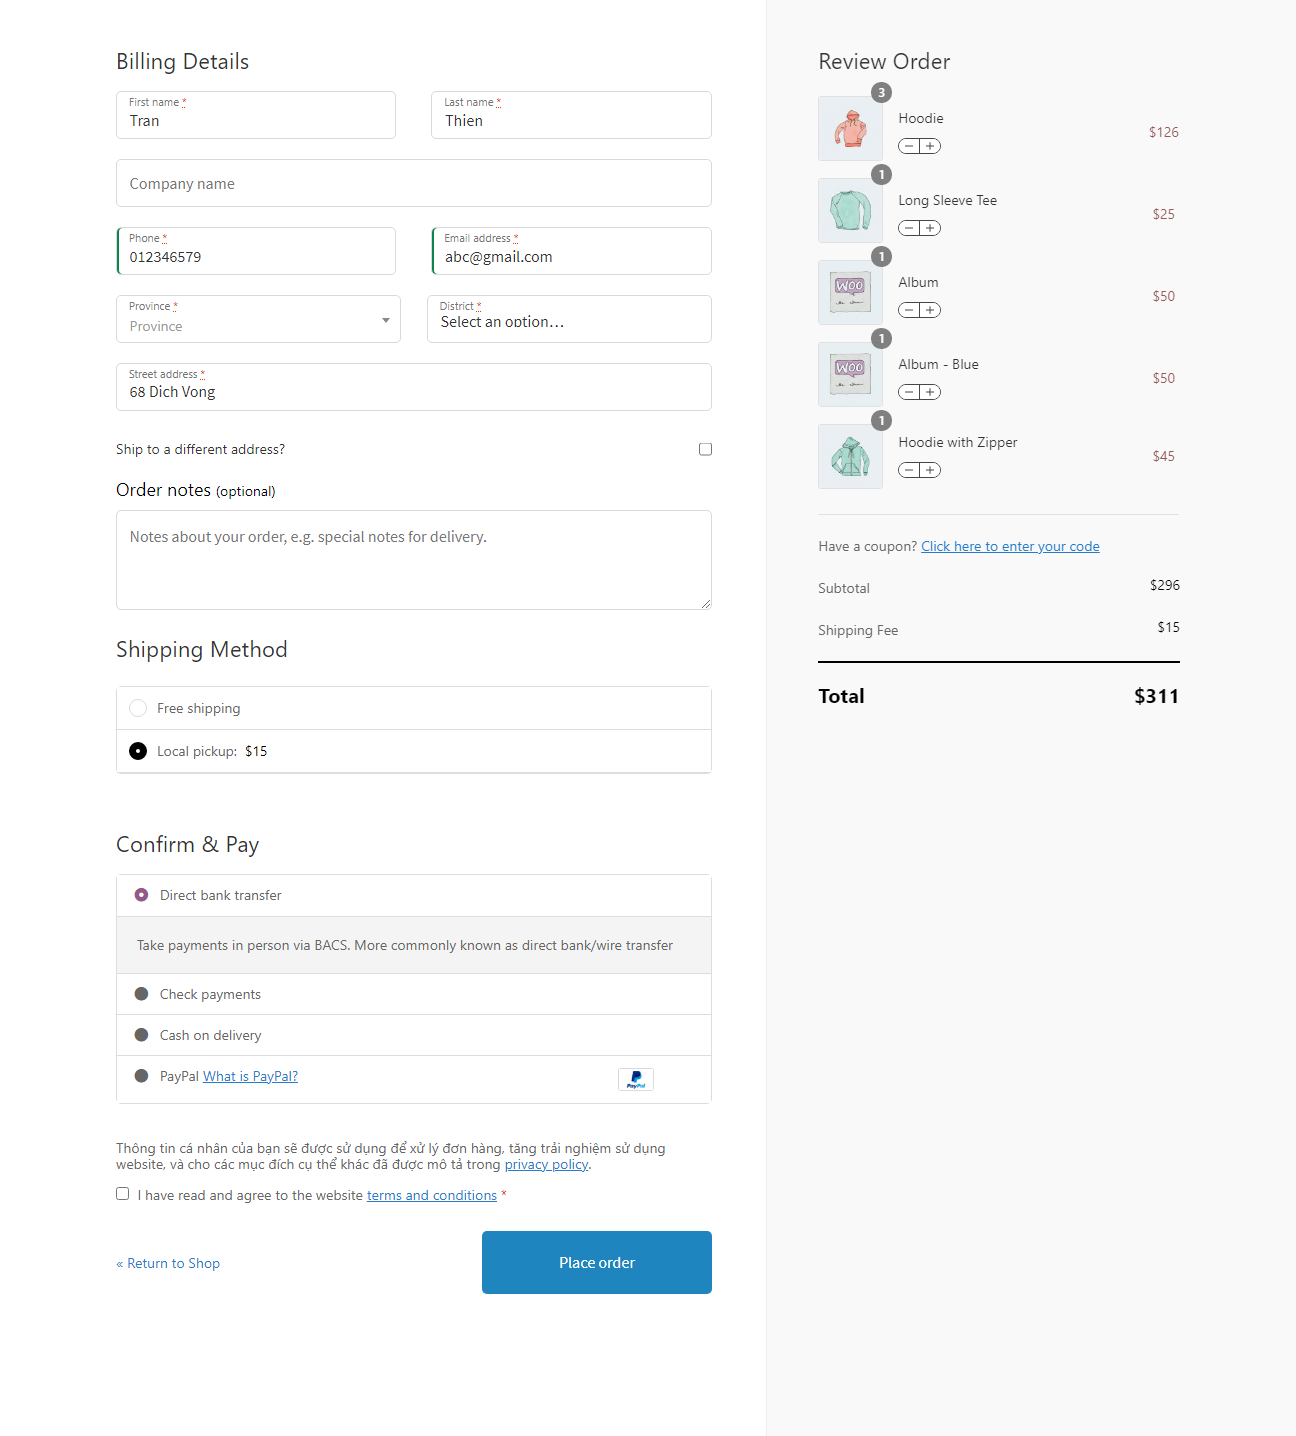 Billing Details
First name *
Tran
Last name *
Thien
Company name
Phone *
012346579
Email address *
abc@gmail.com
Province *
Province
District *
Select an option…
Street address *
68 Dich Vong
Ship to a different address?
Order notes (optional)
Notes about your order, e.g. special notes for delivery.
Shipping Method
Free shipping
Local pickup: $15
Confirm & Pay
Direct bank transfer
Take payments in person via BACS. More commonly known as direct bank/wire transfer
Check payments
Cash on delivery
PayPal What is PayPal?
PayPal
Thông tin cá nhân của bạn sẽ được sử dụng để xử lý đơn hàng, tăng trải nghiệm sử dụng
website, và cho các mục đích cụ thể khác đã được mô tả trong privacy policy.
I have read and agree to the website terms and conditions *
« Return to Shop
Place order
Review Order
3
Hoodie
$126
1
Long Sleeve Tee
$25
1
WOO
Album
$50
1
WOO
Album - Blue
$50
1
Hoodie with Zipper
$45
Have a coupon? Click here to enter your code
Subtotal $296
Shipping Fee $15
Total $311